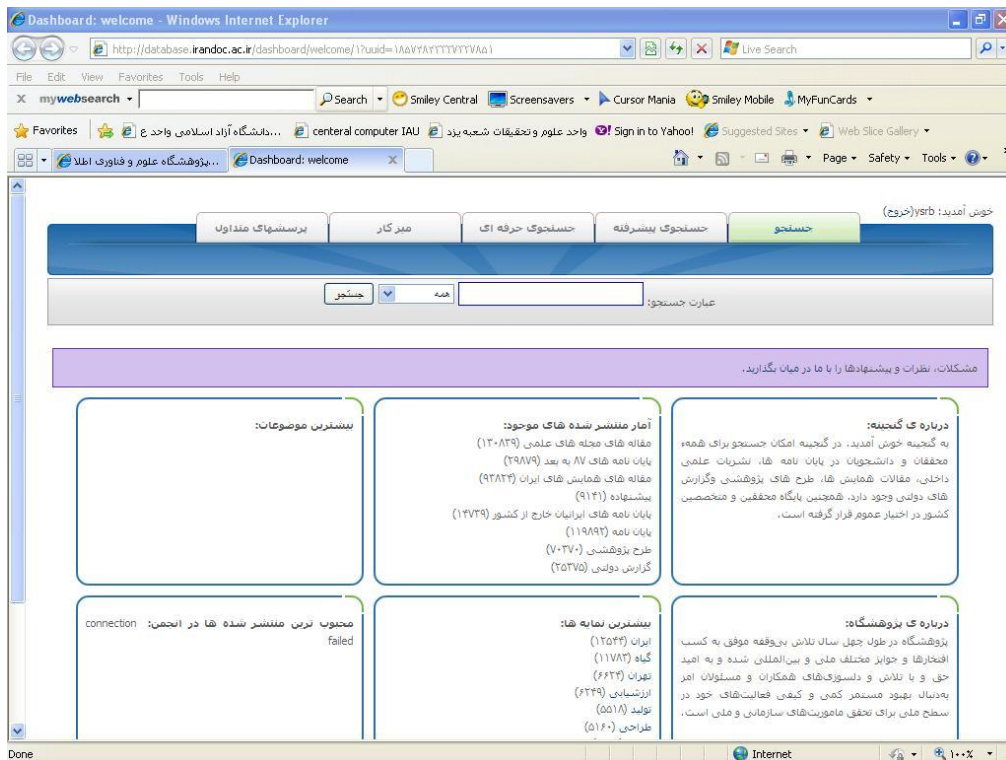 Dashboard: welcome - Windows Internet Explorer
http://database.irandoc.ac.ir/dashboard/welcome/1?uuid=
Live Search
File Edit View Favorites Tools Help
X mywebsearch Search Smiley Central Screensavers Cursor Mania Smiley Mobile MyFunCards
Favorites دانشگاه آزاد اسلامی واحد ع... centeral computer IAU واحد علوم و تحقیقات شعبه یزد Sign in to Yahoo! Suggested Sites Web Slice Gallery
پژوهشگاه علوم و فناوری اطلا... Dashboard: welcome X Page Safety Tools
خوش آمدید: ysrb(خروج)
جستجو جستجوی پیشرفته جستجوی حرفه ای میز کار پرسشهای متداول
عبارت جستجو: همه جستجو
مشکلات، نظرات و پیشنهادها را با ما در میان بگذارید.
درباره ی گنجینه:
به گنجینه خوش آمدید. در گنجینه امکان جستجو برای همه
محققان و دانشجویان در پایان نامه ها، نشریات علمی
داخلی، مقالات همایش ها، طرح های پژوهشی وگزارش
های دولتی وجود دارد. همچنین پایگاه محققین و متخصصین
کشور در اختیار عموم قرار گرفته است.
آمار منتشر شده های موجود:
مقاله های مجله های علمی (۱۳۰۸۳۹)
پایان نامه های ۸۷ به بعد (۲۹۸۷۹)
مقاله های همایش های ایران (۹۳۸۲۴)
پیشنهاده (۹۱۴۱)
پایان نامه های ایرانیان خارج از کشور (۱۴۷۳۹)
پایان نامه (۱۱۹۸۹۲)
طرح پژوهشی (۷۰۳۷۰)
گزارش دولتی (۲۵۳۷۵)
بیشترین موضوعات:
درباره ی پژوهشگاه:
پژوهشگاه در طول چهل سال تلاش بی‌وقفه موفق به کسب
افتخارها و جوایز مختلف ملی و بین‌المللی شده و به امید
حق و با تلاش و دلسوزی‌های همکاران و مسئولان امر
به‌دنبال بهبود مستمر کمی و کیفی فعالیت‌های خود در
سطح ملی برای تحقق ماموریت‌های سازمانی و ملی است.
بیشترین نمایه ها:
ایران (۱۲۵۴۴)
گیاه (۱۱۷۸۳)
تهران (۶۶۲۴)
ارزشیابی (۶۲۴۹)
تولید (۵۵۱۸)
طراحی (۵۱۶۰)
محبوب ترین منتشر شده ها در انجمن: connection
failed
Done Internet ۱۰۰%